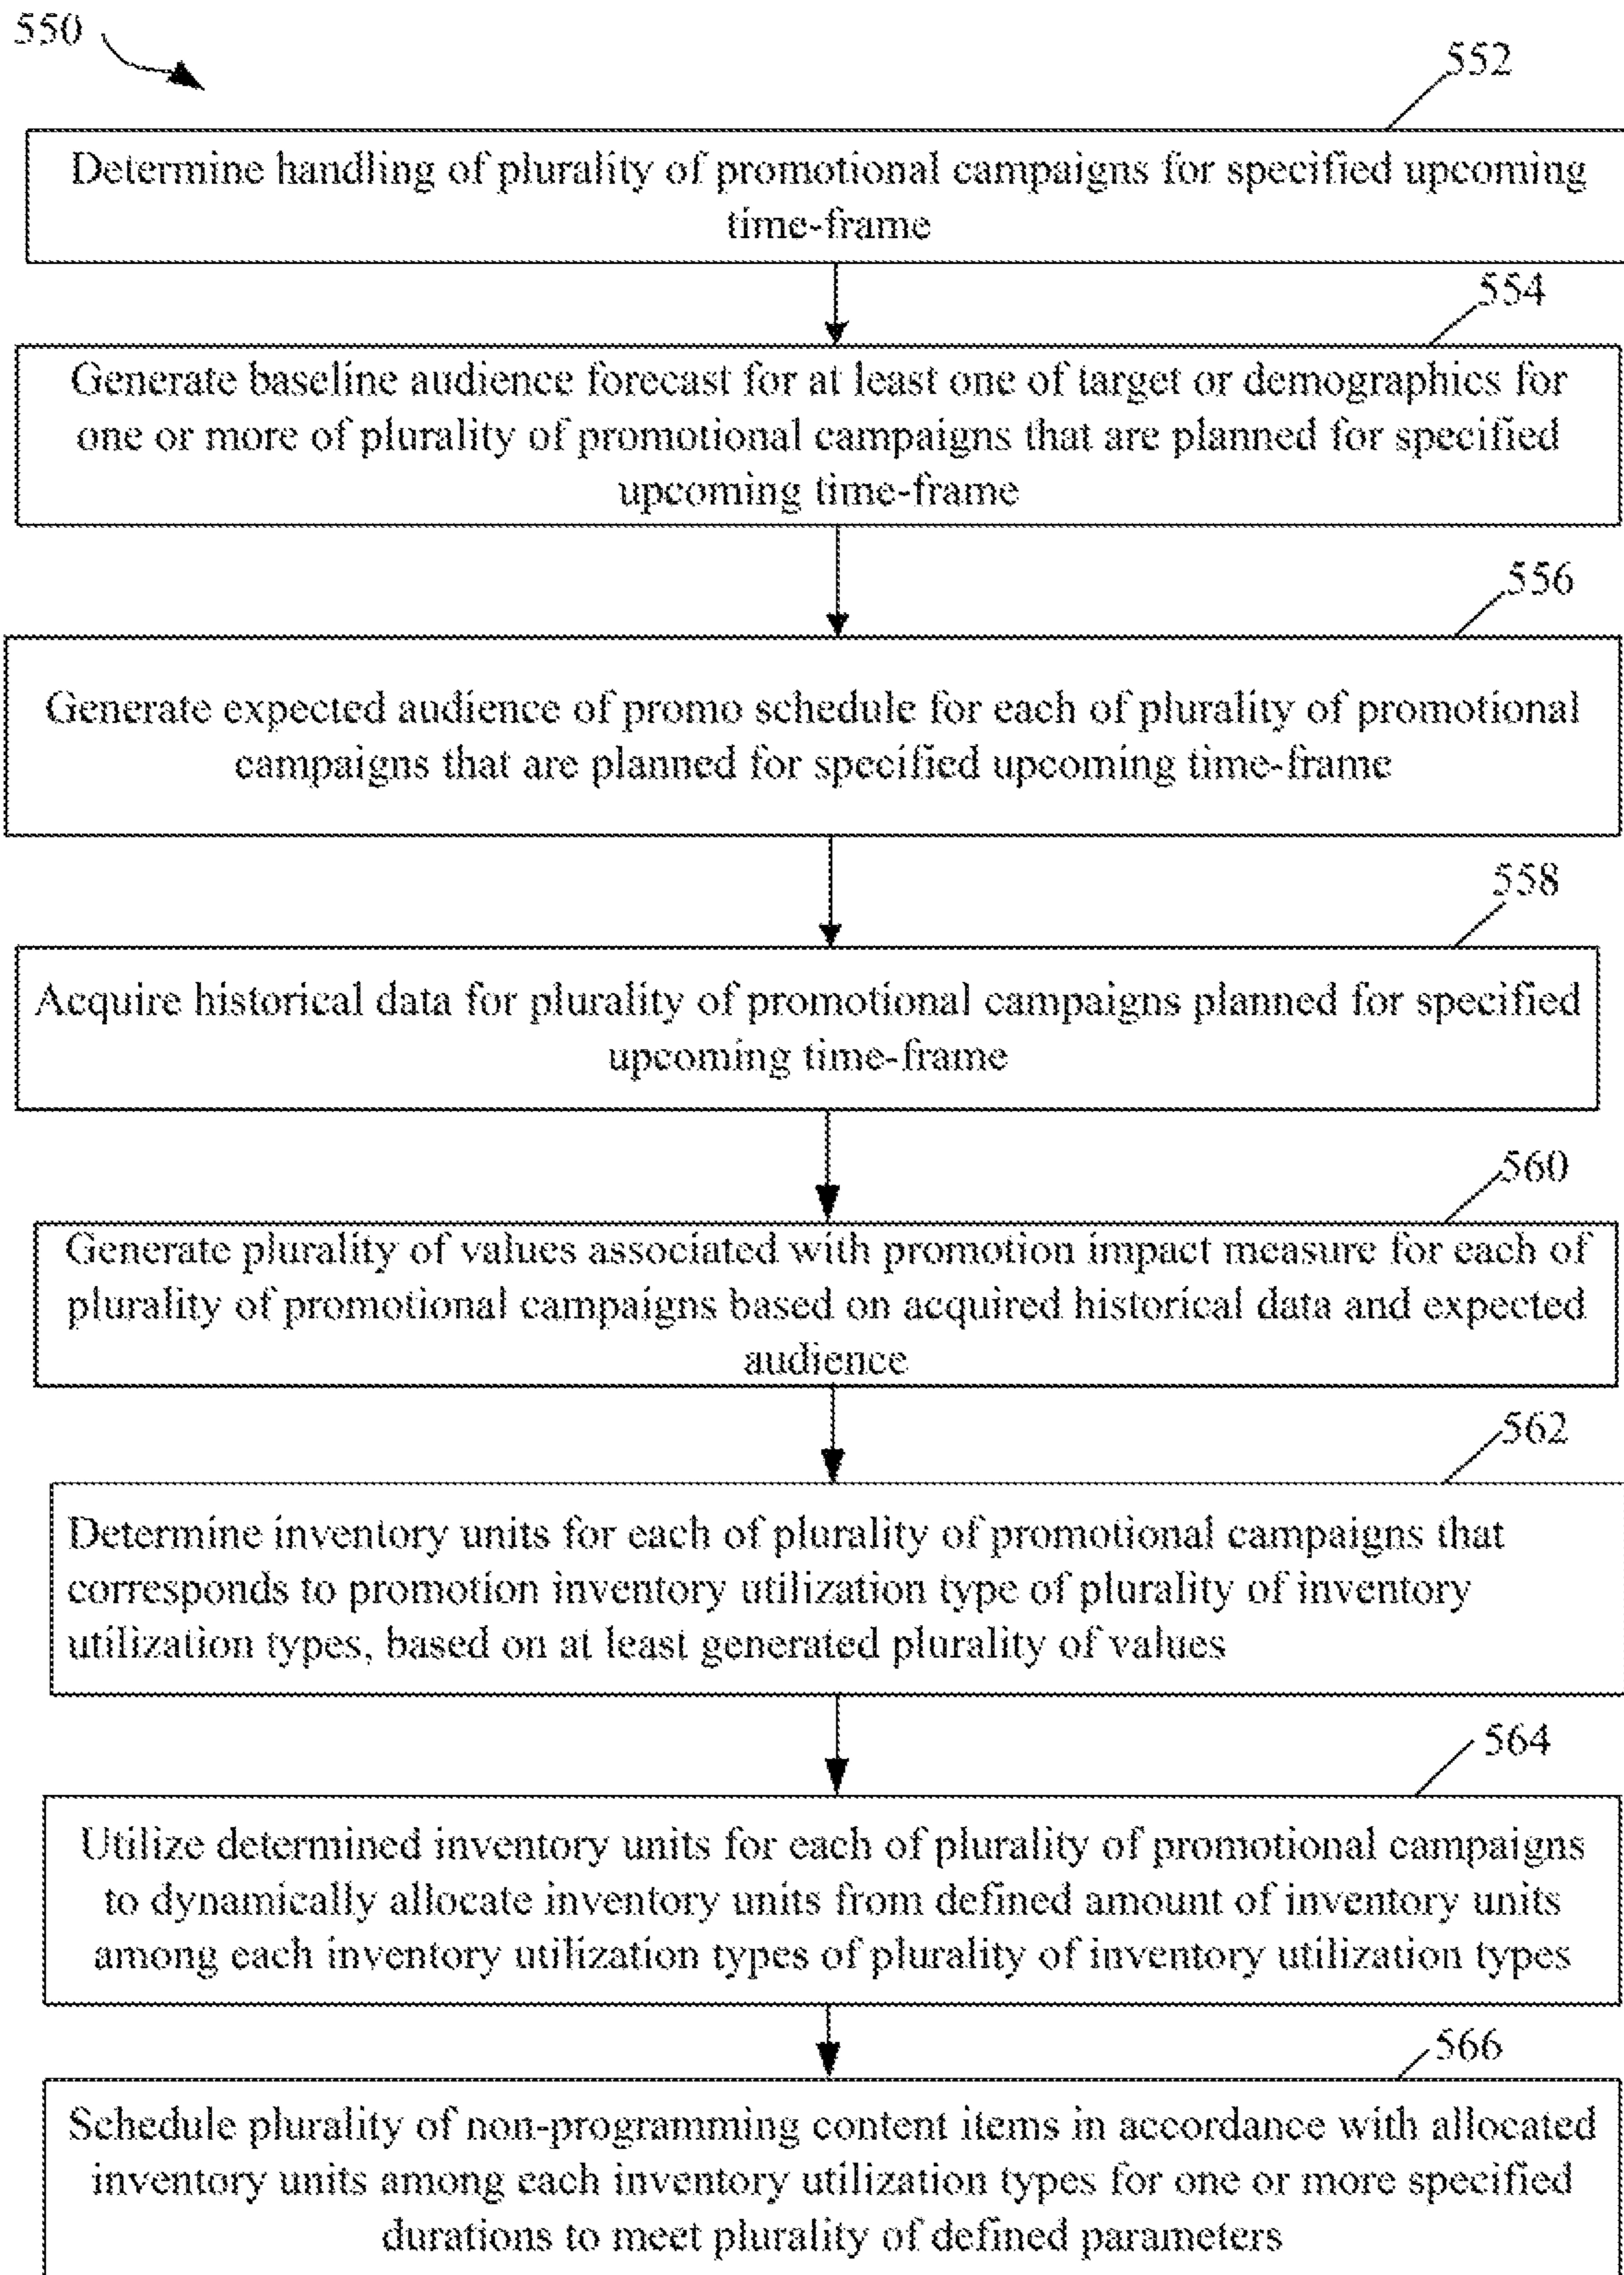 550
552
Determine handling of plurality of promotional campaigns for specified upcoming
time-frame
554
Generate baseline audience forecast for at least one of target or demographics for
one or more of plurality of promotional campaigns that are planned for specified
upcoming time-frame
556
Generate expected audience of promo schedule for each of plurality of promotional
campaigns that are planned for specified upcoming time-frame
558
Acquire historical data for plurality of promotional campaigns planned for specified
upcoming time-frame
560
Generate plurality of values associated with promotion impact measure for each of
plurality of promotional campaigns based on acquired historical data and expected
audience
562
Determine inventory units for each of plurality of promotional campaigns that
corresponds to promotion inventory utilization type of plurality of inventory
utilization types, based on at least generated plurality of values
564
Utilize determined inventory units for each of plurality of promotional campaigns
to dynamically allocate inventory units from defined amount of inventory units
among each inventory utilization types of plurality of inventory utilization types
566
Schedule plurality of non-programming content items in accordance with allocated
inventory units among each inventory utilization types for one or more specified
durations to meet plurality of defined parameters